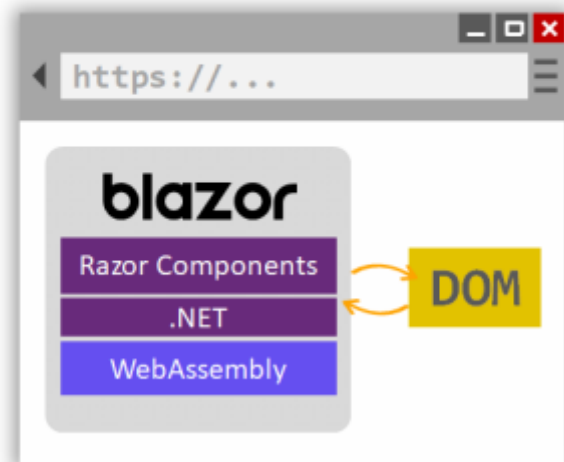 https://...
blazor
Razor Components
.NET
WebAssembly
DOM